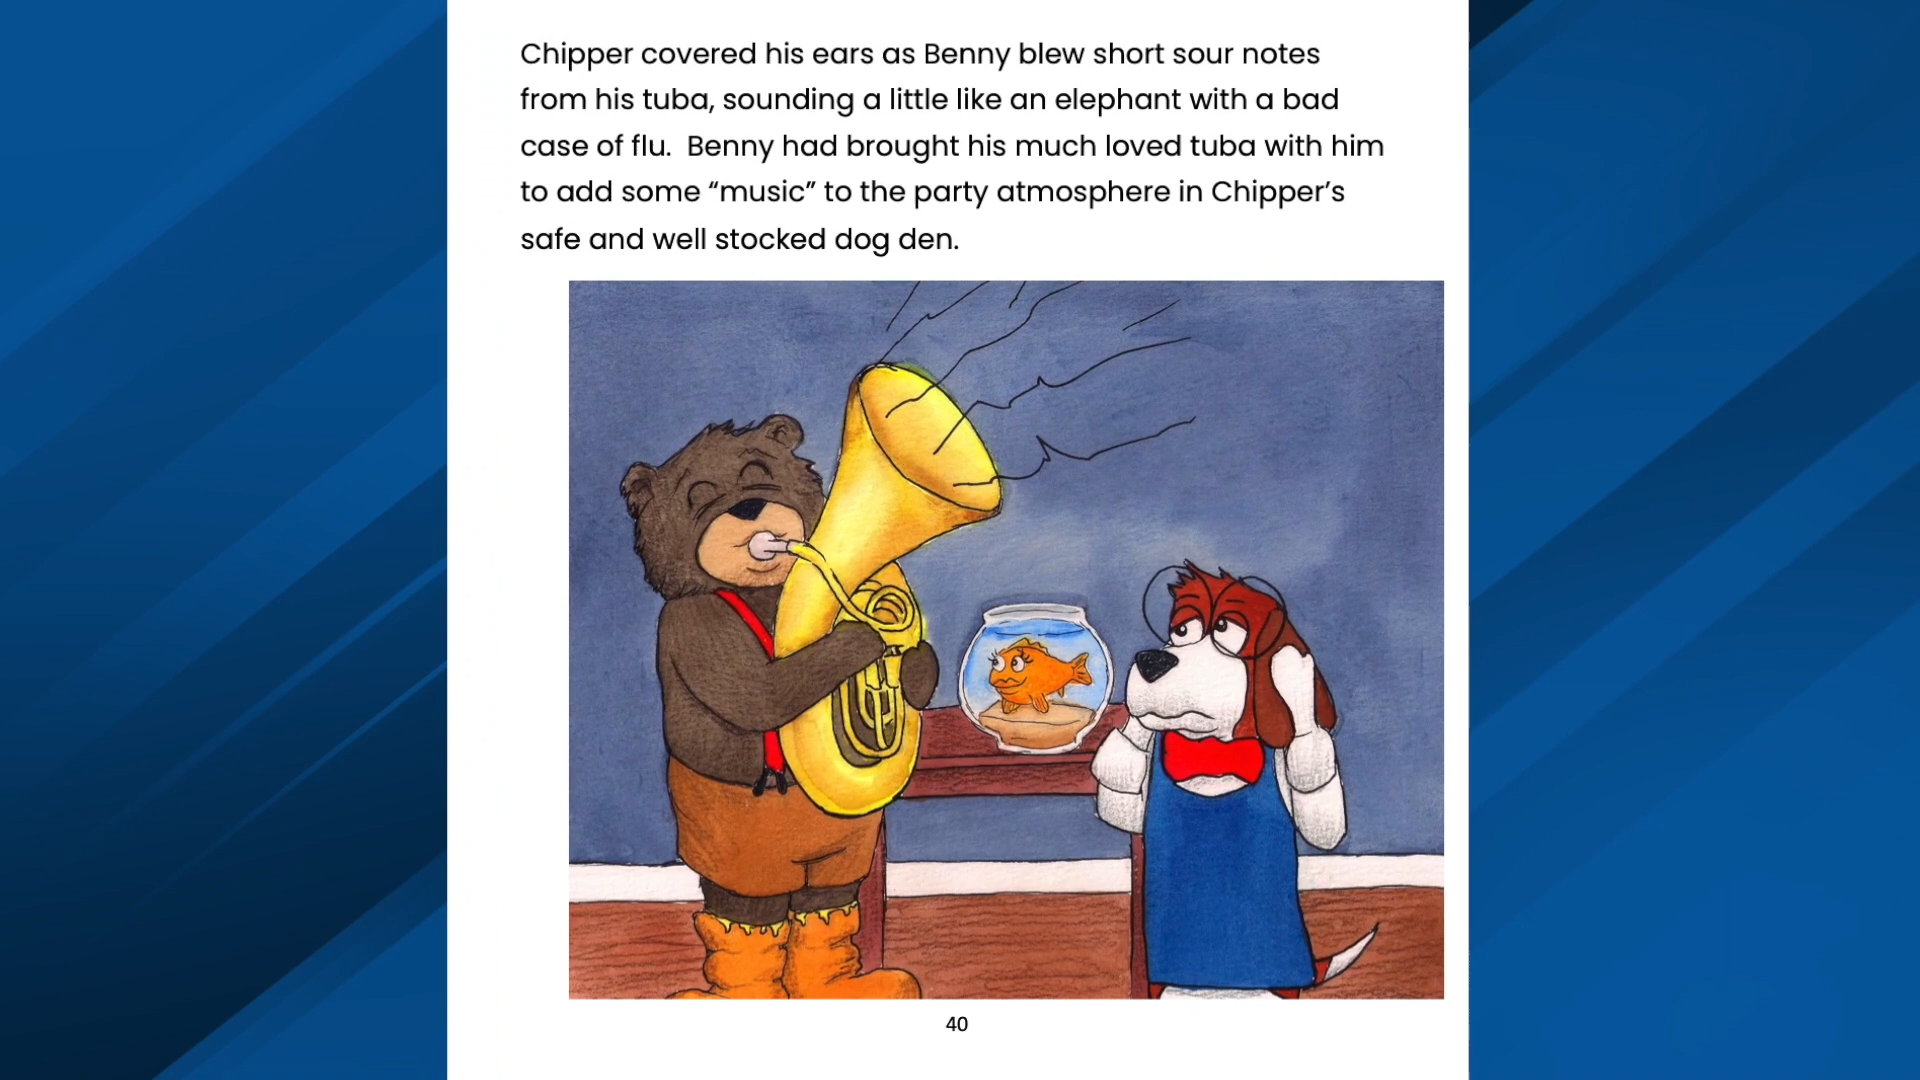 Chipper covered his ears as Benny blew short sour notes
from his tuba, sounding a little like an elephant with a bad
case of flu.  Benny had brought his much loved tuba with him
to add some “music” to the party atmosphere in Chipper’s
safe and well stocked dog den.
40